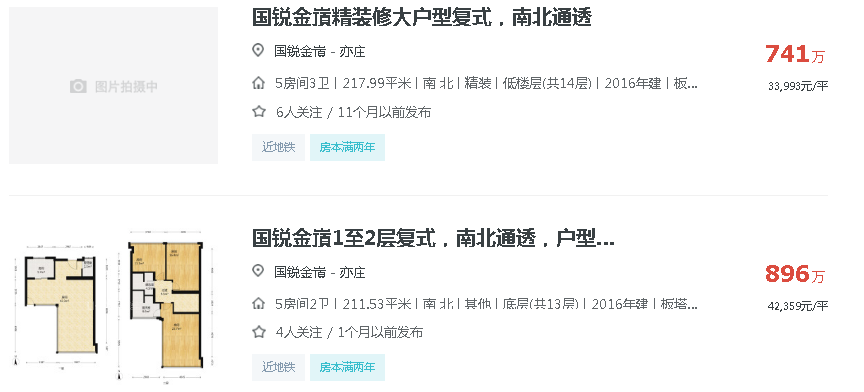 图片拍摄中
国锐金嵿精装修大户型复式，南北通透
国锐金嵿 - 亦庄
741万
5房间3卫 | 217.99平米 | 南 北 | 精装 | 低楼层(共14层) | 2016年建 | 板...
33,993元/平
6人关注 / 11个月以前发布
近地铁 房本满两年
国锐金嵿1至2层复式，南北通透，户型...
国锐金嵿 - 亦庄
896万
5房间2卫 | 211.53平米 | 南 北 | 其他 | 底层(共13层) | 2016年建 | 板塔...
42,359元/平
4人关注 / 1个月以前发布
近地铁 房本满两年